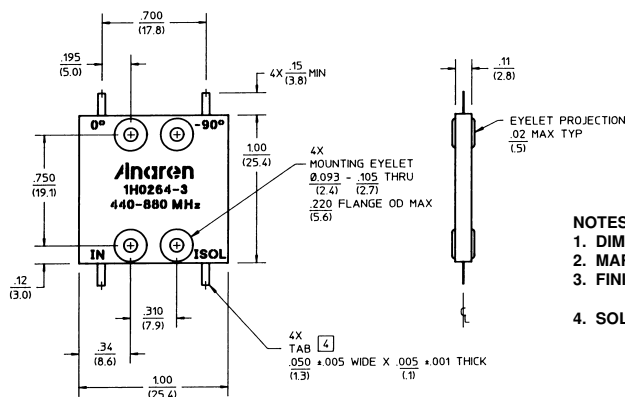 .700
(17.8)
.195
(5.0)
4X .15 MIN
(3.8)
.11
(2.8)
0° -90°
EYELET PROJECTION
.02 MAX TYP
(.5)
1.00
(25.4)
4X
MOUNTING EYELET
Ø.093 - .105 THRU
(2.4) (2.7)
.220 FLANGE OD MAX
(5.6)
.750
(19.1)
Anaren
1H0264-3
440-880 MHz
IN ISOL
.12
(3.0)
.310
(7.9)
.34
(8.6)
4X
TAB 4
.050 ±.005 WIDE X .005 ±.001 THICK
(1.3) (.1)
1.00
(25.4)
NOTES
1. DIM
2. MAR
3. FINI
4. SOL